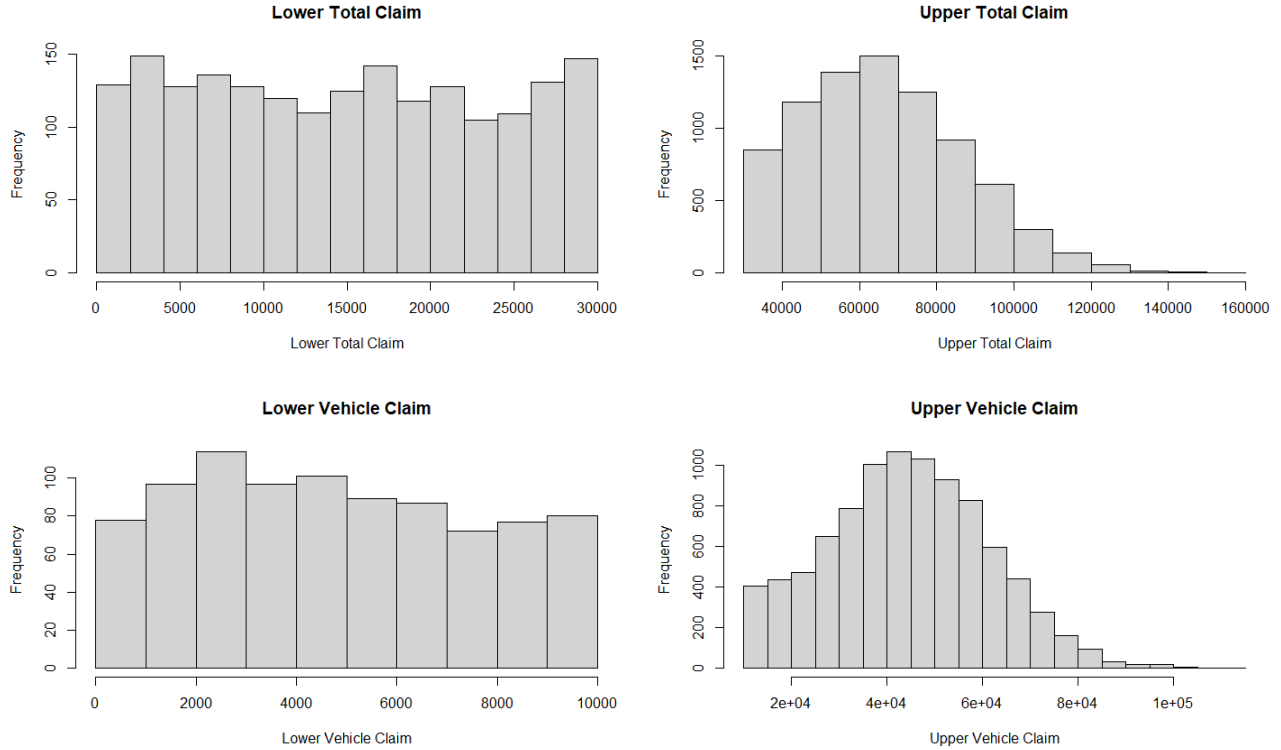 Lower Total Claim
Frequency
0 50 100 150
0 5000 10000 15000 20000 25000 30000
Lower Total Claim
Upper Total Claim
Frequency
0 500 1000 1500
40000 60000 80000 100000 120000 140000 160000
Upper Total Claim
Lower Vehicle Claim
Frequency
0 20 40 60 80 100
0 2000 4000 6000 8000 10000
Lower Vehicle Claim
Upper Vehicle Claim
Frequency
0 200 400 600 800 1000
2e+04 4e+04 6e+04 8e+04 1e+05
Upper Vehicle Claim